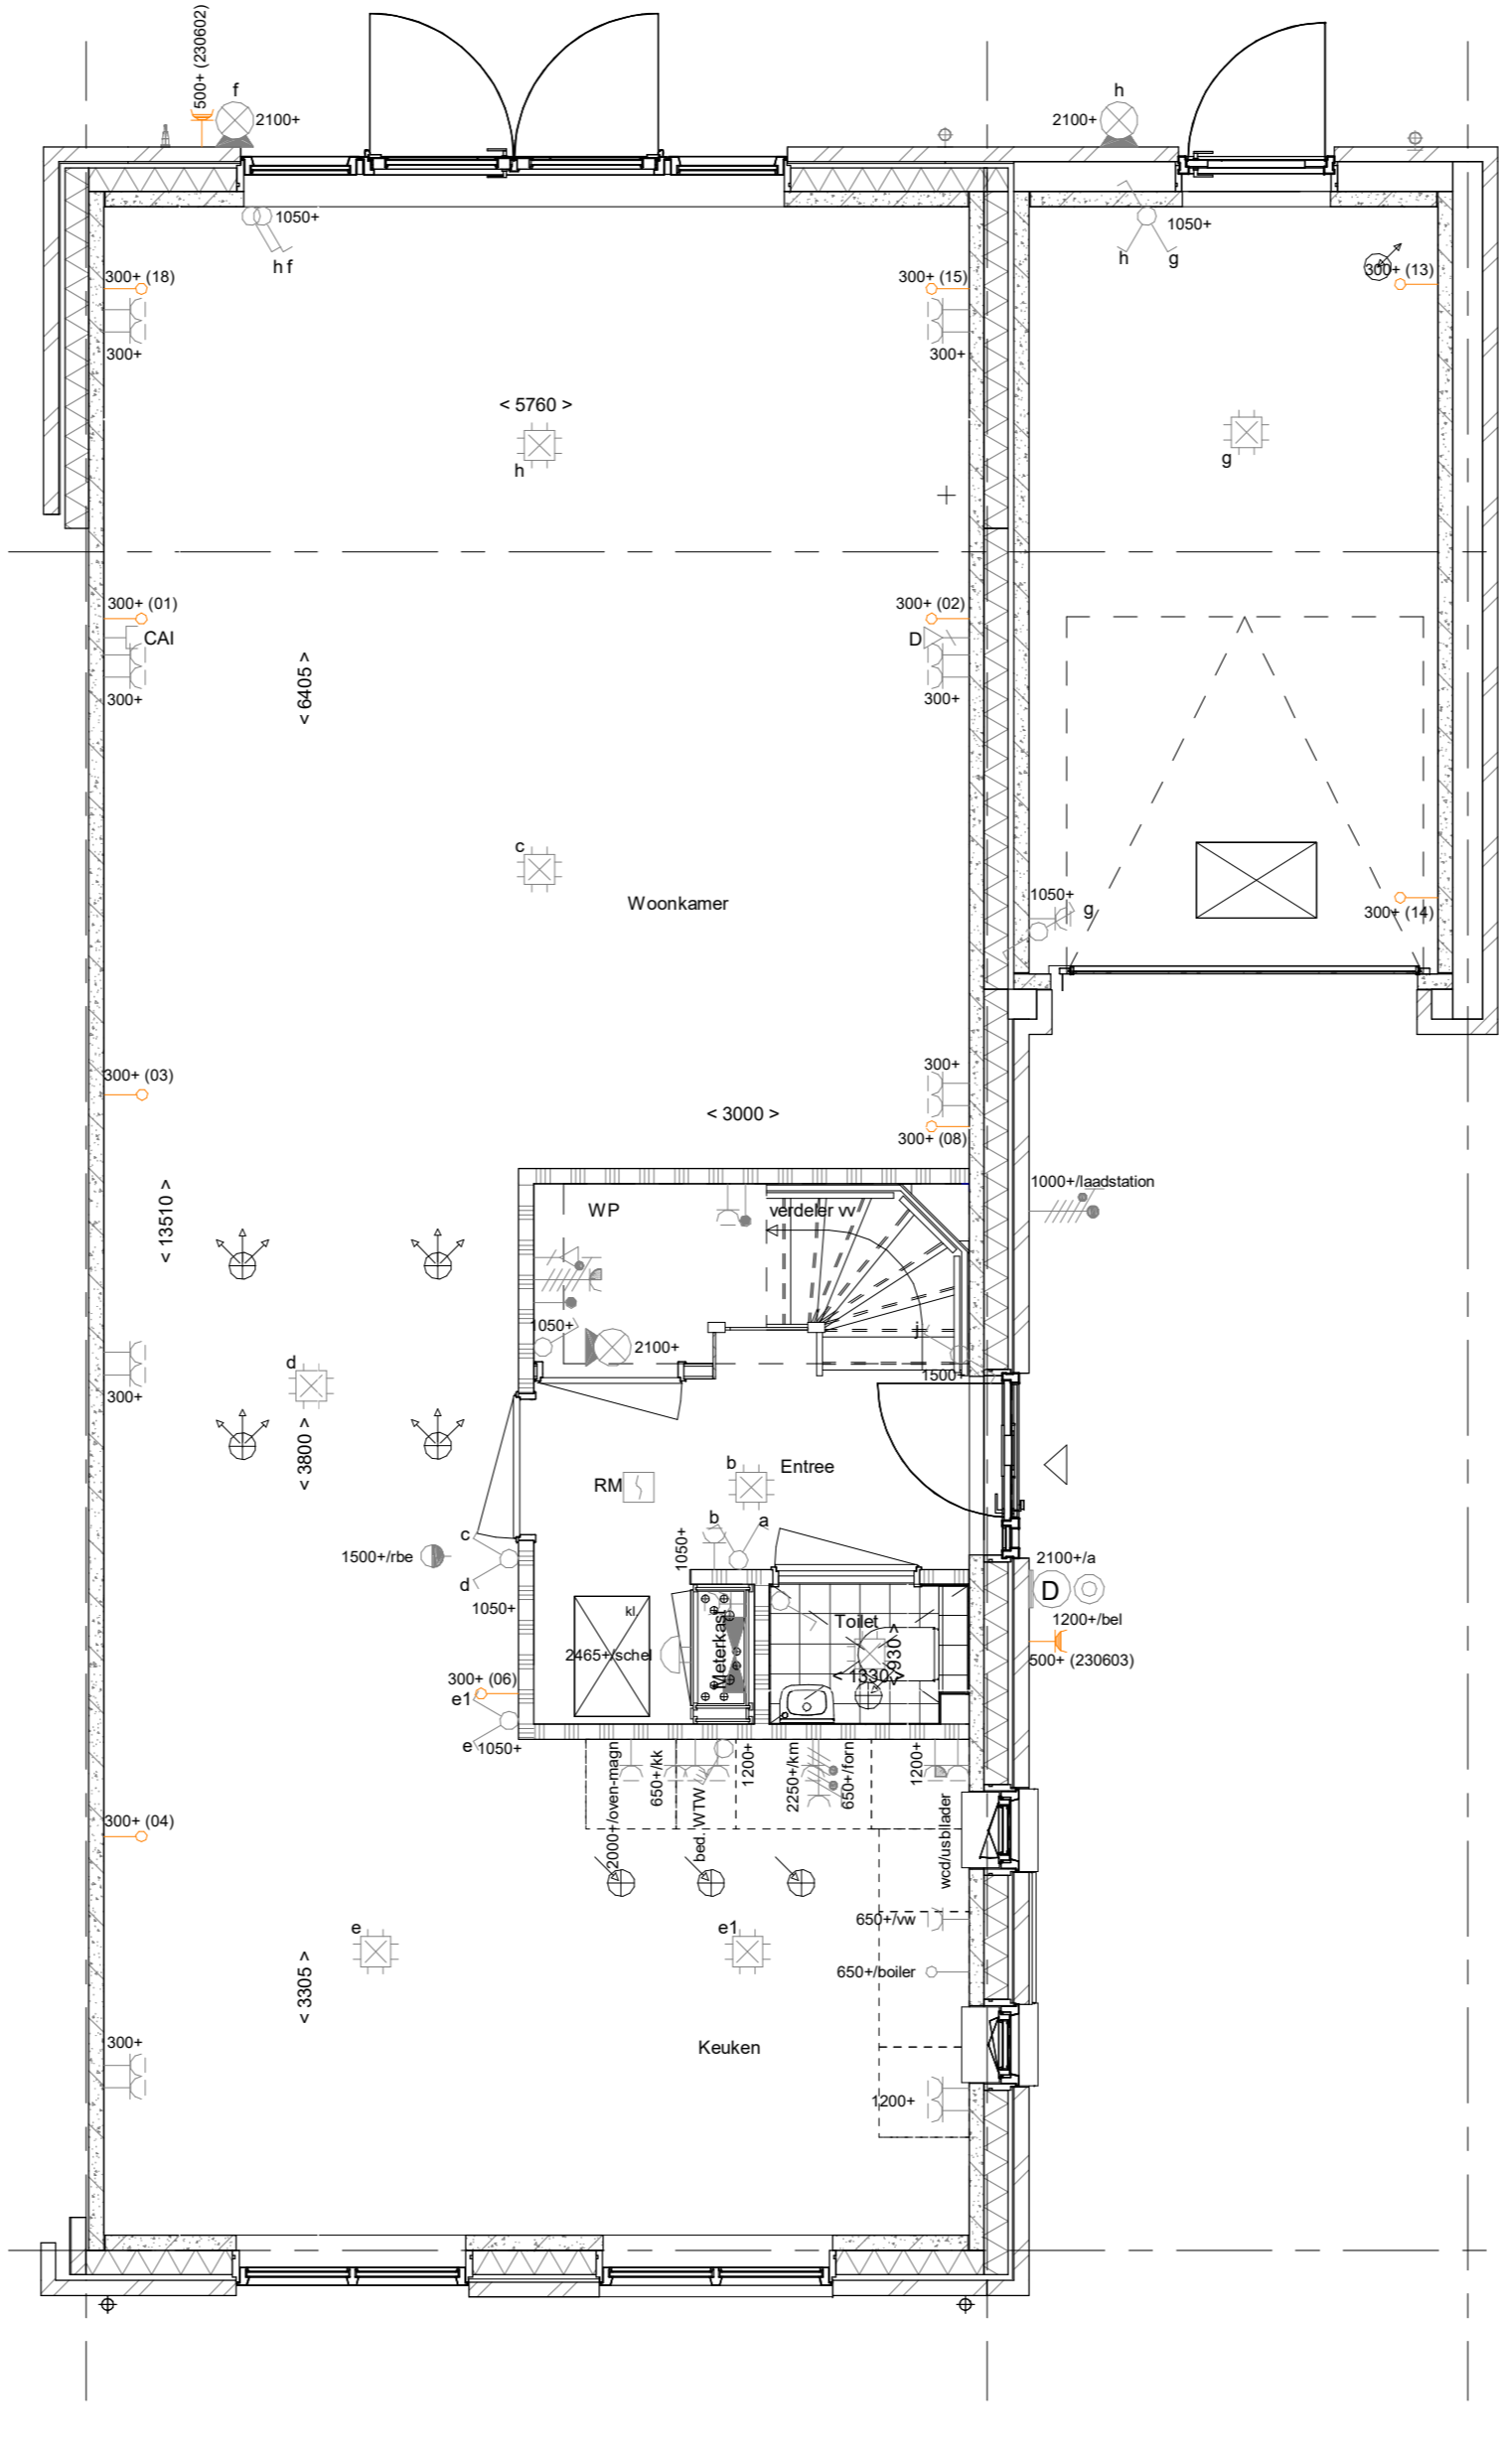 500+ (230602)
f
2100+
h
2100+
1050+
h f
1050+
h
g
300+ (18)
300+
300+ (15)
300+
300+ (13)
< 5760 >
h
g
300+ (01)
CAI
300+
300+ (02)
D
300+
< 6405 >
c
Woonkamer
1050+
g
300+ (14)
300+ (03)
300+
300+ (08)
< 3000 >
1000+/laadstation
WP
verdeler vv
< 13510 >
1050+
2100+
j
1500+
d
300+
< 3800 >
RM
b
Entree
1050+
b
a
c
1500+/rbe
d
1050+
2100+/a
D
1200+/bel
500+ (230603)
kl.
2465+/schel
Meterkast
Toilet
< 1330 >
< 930 >
300+ (06)
e1
e
1050+
2000+/oven-magn
650+/kk
bed. WTW
1200+
2250+/km
650+/forn
1200+
wcd/usblader
300+ (04)
e
e1
650+/vw
650+/boiler
< 3305 >
Keuken
300+
1200+